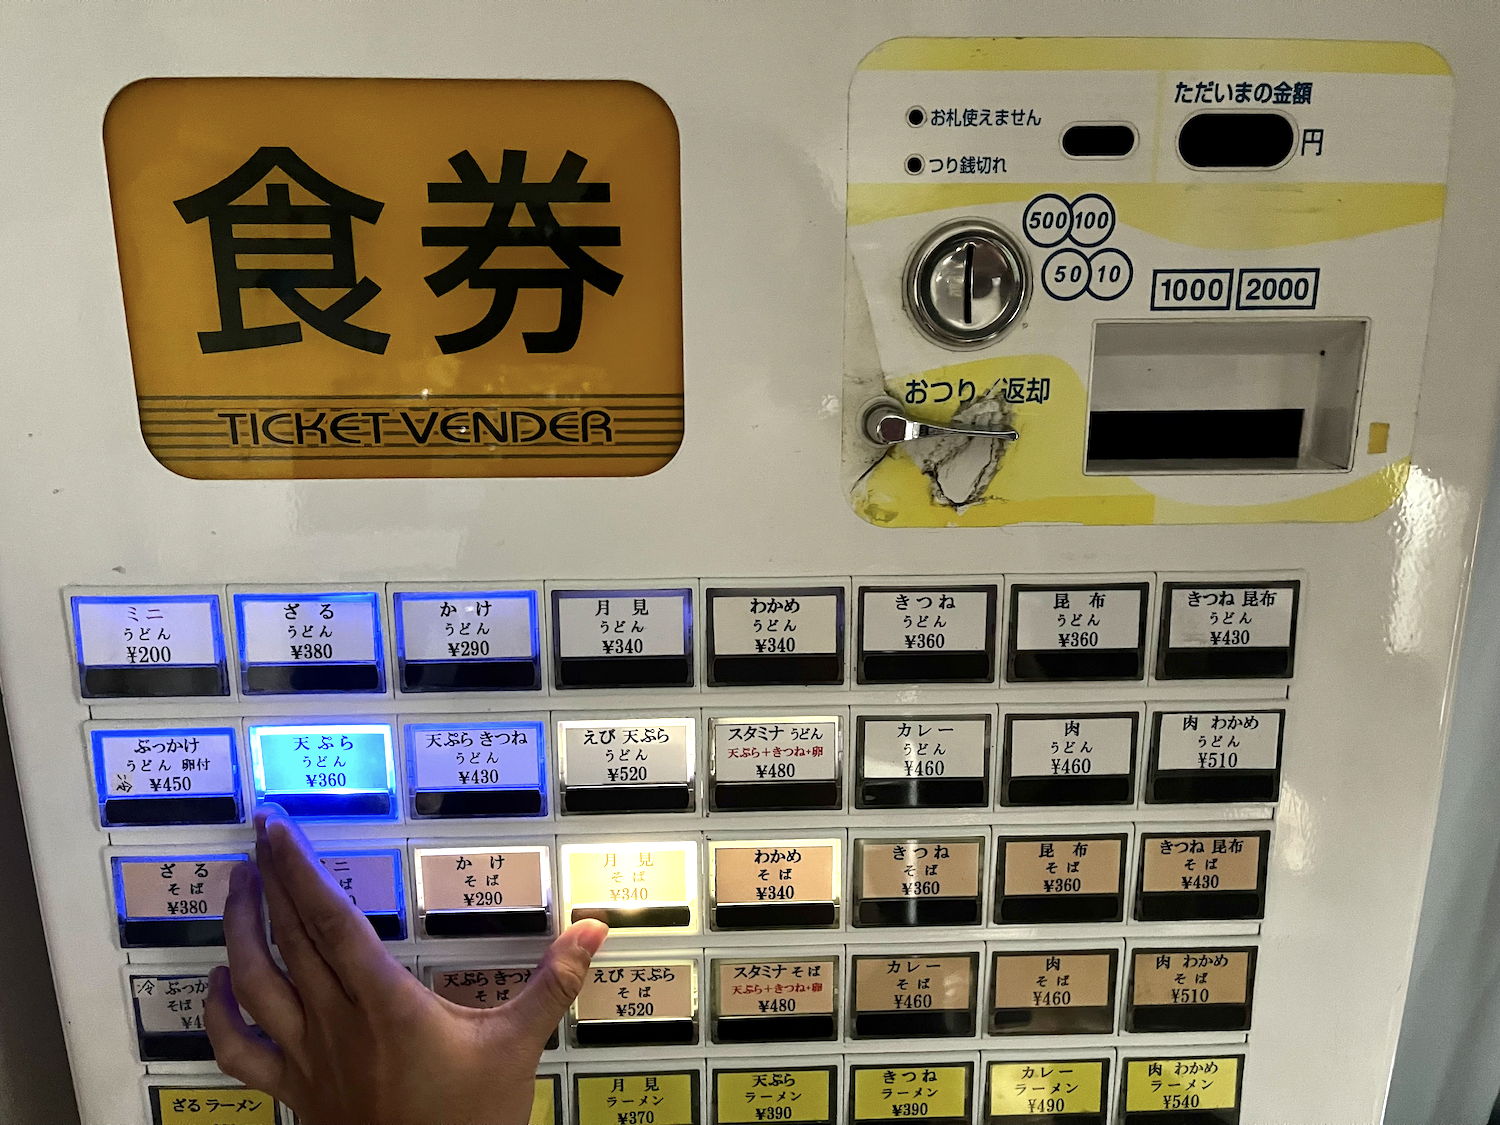 食券
TICKET VENDER
お札使えません
つり銭切れ
ただいまの金額
円
500 100
50 10
1000 2000
おつり/返却
ミニ
うどん
¥200
ざる
うどん
¥380
かけ
うどん
¥290
月見
うどん
¥340
わかめ
うどん
¥340
きつね
うどん
¥360
昆布
うどん
¥360
きつね 昆布
うどん
¥430
ぶっかけ
うどん 卵付
冷 ¥450
天ぷら
うどん
¥360
天ぷら きつね
うどん
¥430
えび 天ぷら
うどん
¥520
スタミナ うどん
天ぷら+きつね+卵
¥480
カレー
うどん
¥460
肉
うどん
¥460
肉 わかめ
うどん
¥510
ざる
そば
¥380
ニ
ば
かけ
そば
¥290
月見
そば
¥340
わかめ
そば
¥340
きつね
そば
¥360
昆布
そば
¥360
きつね 昆布
そば
¥430
冷 ぶっか
そば
¥4
天ぷら きつね
そば
えび 天ぷら
そば
¥520
スタミナ そば
天ぷら+きつね+卵
¥480
カレー
そば
¥460
肉
そば
¥460
肉 わかめ
そば
¥510
ざる ラーメン
月見
ラーメン
¥370
天ぷら
ラーメン
¥390
きつね
ラーメン
¥390
カレー
ラーメン
¥490
肉 わかめ
ラーメン
¥540